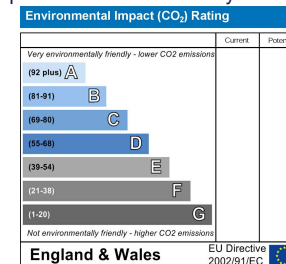 Environmental Impact (CO₂) Rating
Current
Very environmentally friendly - lower CO2 emissions
(92 plus) A
(81-91) B
(69-80) C
(55-68) D
(39-54) E
(21-38) F
(1-20) G
Not environmentally friendly - higher CO2 emissions
England & Wales
EU Directive
2002/91/EC